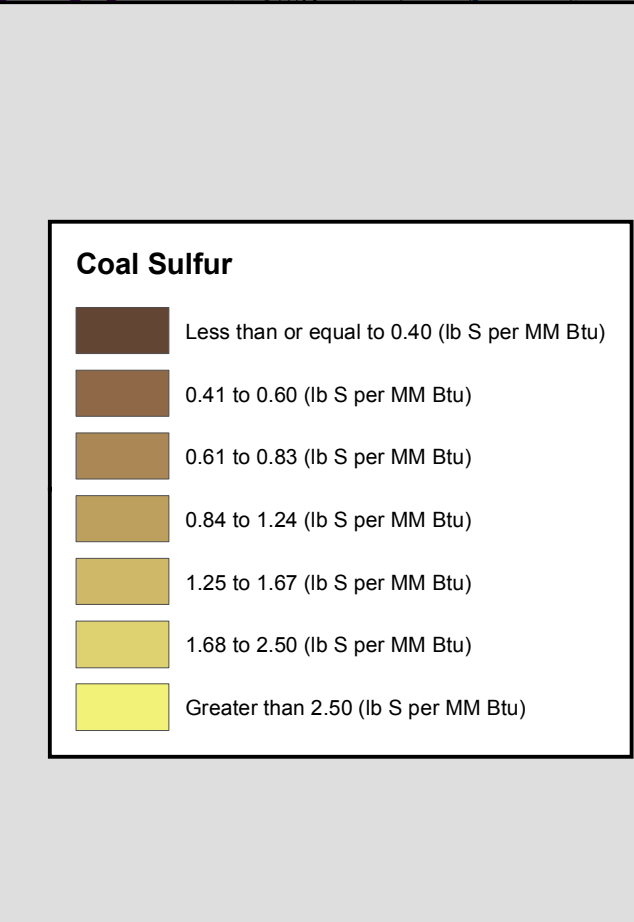 Coal Sulfur
Less than or equal to 0.40 (lb S per MM Btu)
0.41 to 0.60 (lb S per MM Btu)
0.61 to 0.83 (lb S per MM Btu)
0.84 to 1.24 (lb S per MM Btu)
1.25 to 1.67 (lb S per MM Btu)
1.68 to 2.50 (lb S per MM Btu)
Greater than 2.50 (lb S per MM Btu)